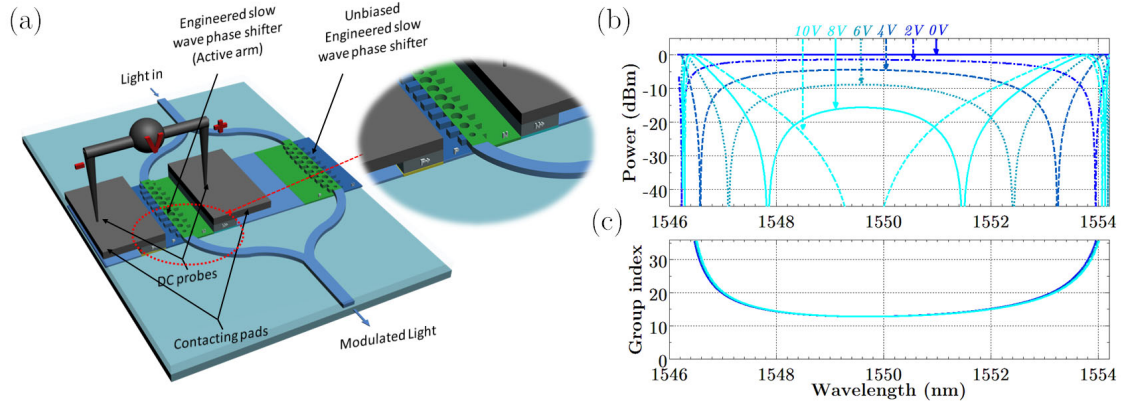 (a)
Engineered slow
wave phase shifter
(Active arm)
Unbiased
Engineered slow
wave phase shifter
Light in
DC probes
Contacting pads
Modulated Light
(b)
10V 8V 6V 4V 2V 0V
Power (dBm)
0
-10
-20
-30
-40
1546 1548 1550 1552 1554
(c)
Group index
30
20
10
0
1546 1548 1550 1552 1554
Wavelength (nm)